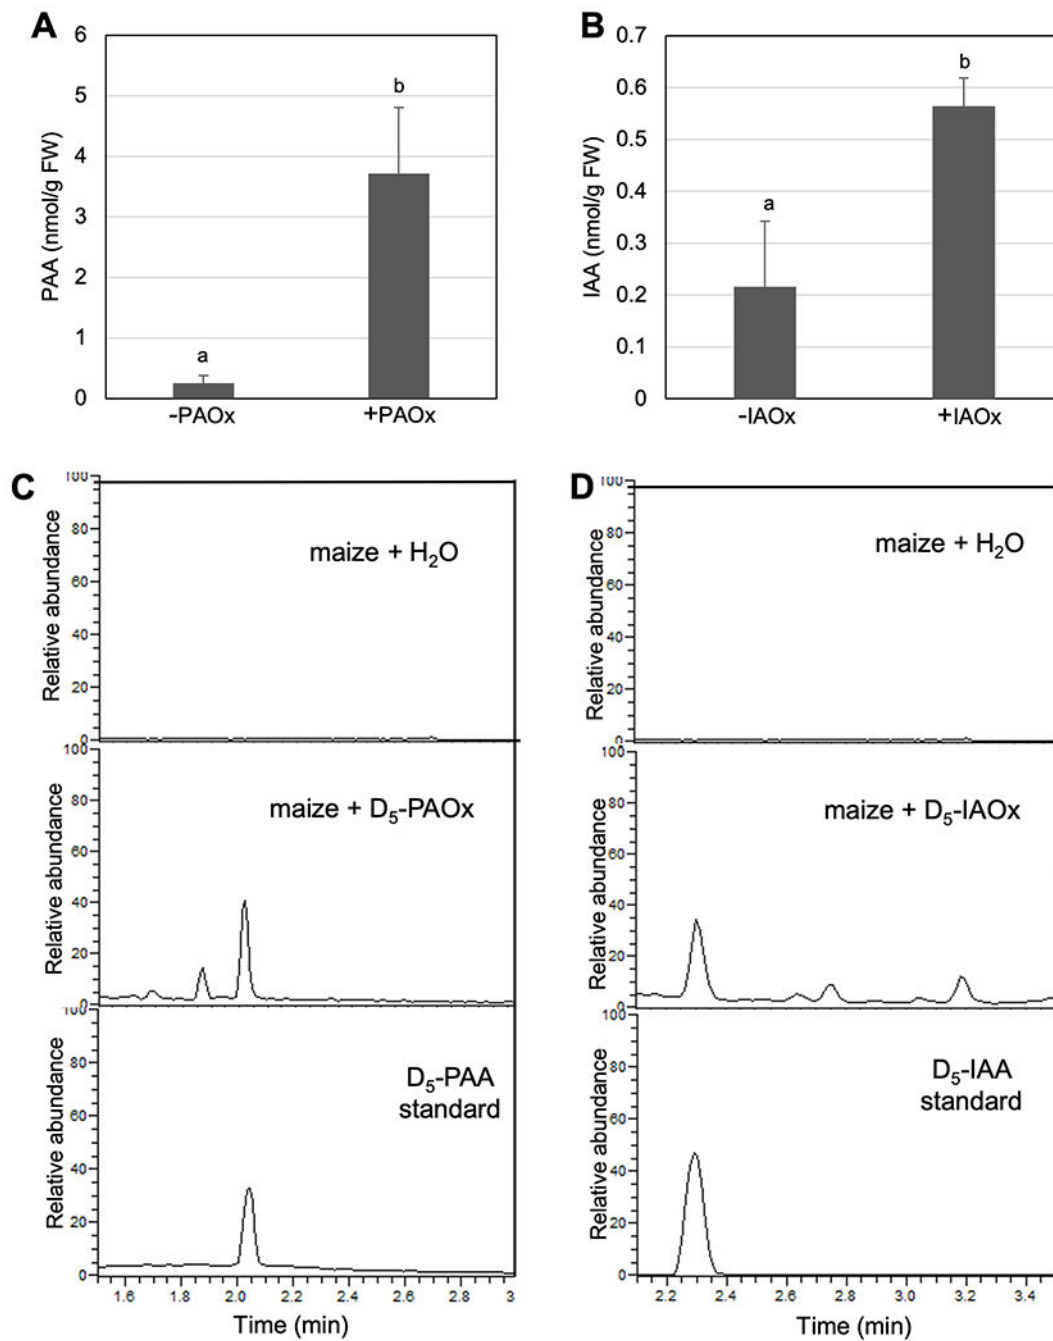 A
6
5
4
3
2
1
0
PAA (nmol/g FW)
a
b
-PAOx
+PAOx
B
0.7
0.6
0.5
0.4
0.3
0.2
0.1
0
IAA (nmol/g FW)
a
b
-IAOx
+IAOx
C
100
80
60
40
20
0
Relative abundance
maize + H₂O
100
80
60
40
20
0
Relative abundance
maize + D₅-PAOx
100
80
60
40
20
0
Relative abundance
D₅-PAA
standard
1.6 1.8 2.0 2.2 2.4 2.6 2.8 3
Time (min)
D
100
80
60
40
20
0
Relative abundance
maize + H₂O
100
80
60
40
20
0
Relative abundance
maize + D₅-IAOx
100
80
60
40
20
0
Relative abundance
D₅-IAA
standard
2.2 2.4 2.6 2.8 3.0 3.2 3.4
Time (min)